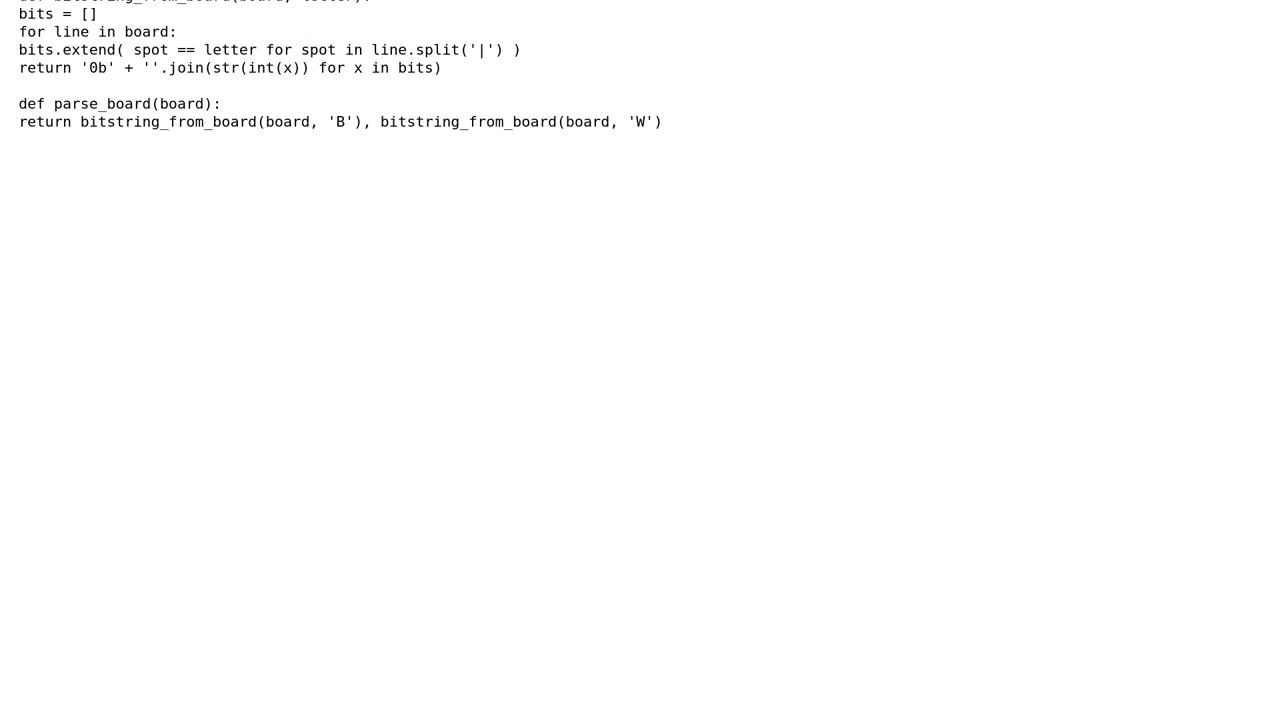 bits = []
for line in board:
bits.extend( spot == letter for spot in line.split('|') )
return '0b' + ''.join(str(int(x)) for x in bits)

def parse_board(board):
return bitstring_from_board(board, 'B'), bitstring_from_board(board, 'W')